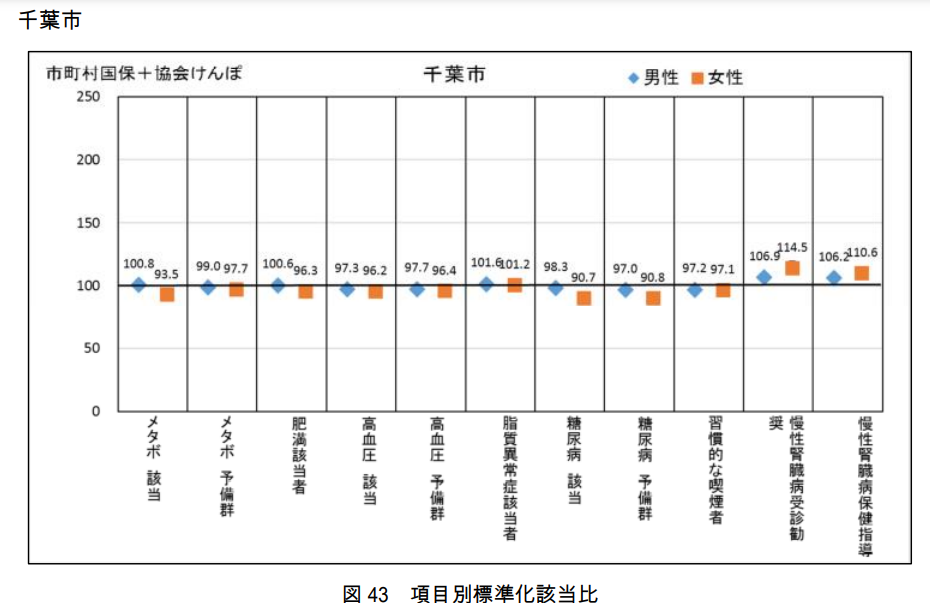 千葉市
市町村国保＋協会けんぽ
千葉市
男性 女性
250
200
150
100
50
0
100.8 93.5
99.0 97.7
100.6 96.3
97.3 96.2
97.7 96.4
101.6 101.2
98.3 90.7
97.0 90.8
97.2 97.1
106.9 114.5
106.2 110.6
メタボ 該当
メタボ 予備群
肥満該当者
高血圧 該当
高血圧 予備群
脂質異常症該当者
糖尿病 該当
糖尿病 予備群
習慣的な喫煙者
慢性腎臓病受診勧
奨
慢性腎臓病保健指導
図 43 項目別標準化該当比